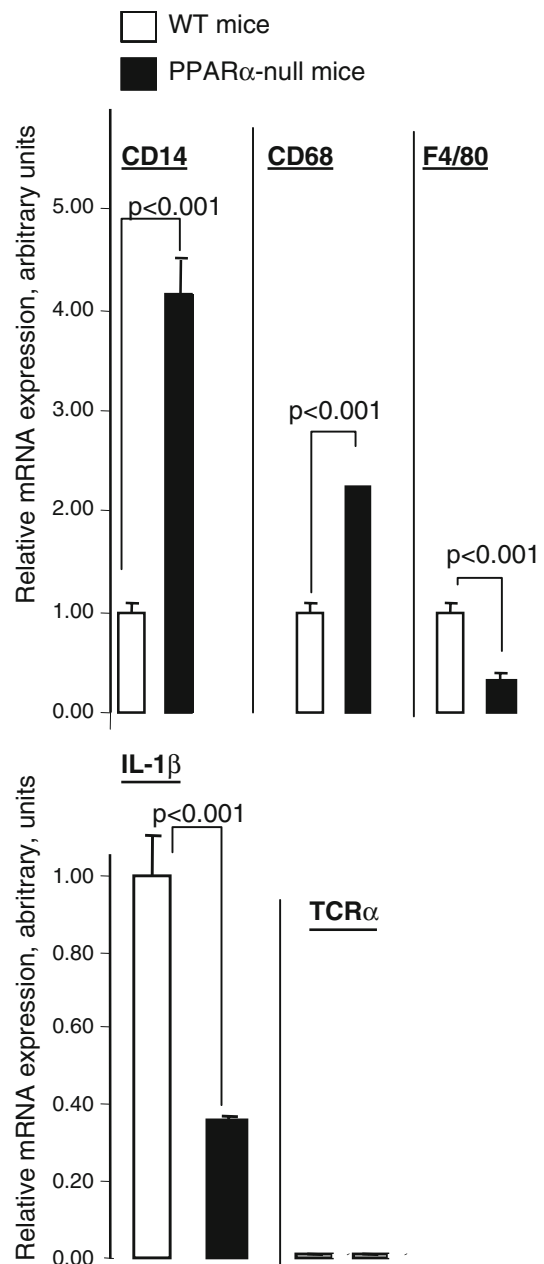 WT mice
PPARα-null mice
Relative mRNA expression, arbitrary units
CD14
CD68
F4/80
5.00
4.00
3.00
2.00
1.00
0.00
p<0.001
p<0.001
p<0.001
Relative mRNA expression, abritrary, units
IL-1β
p<0.001
TCRα
1.00
0.80
0.60
0.40
0.20
0.00